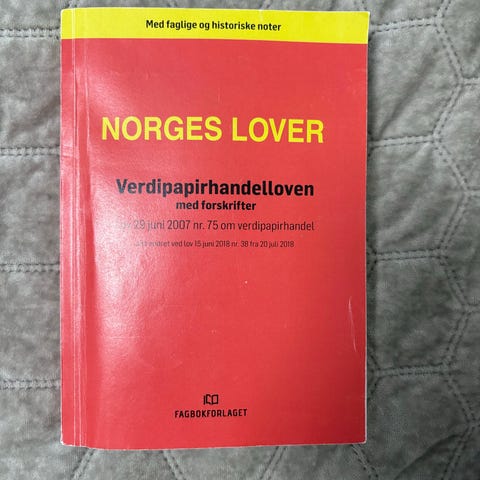 Med faglige og historiske noter
NORGES LOVER
Verdipapirhandelloven
med forskrifter
29 juni 2007 nr. 75 om verdipapirhandel
ved lov 15 juni 2018 nr. 38 fra 20 juli 2018
FAGBOKFORLAGET